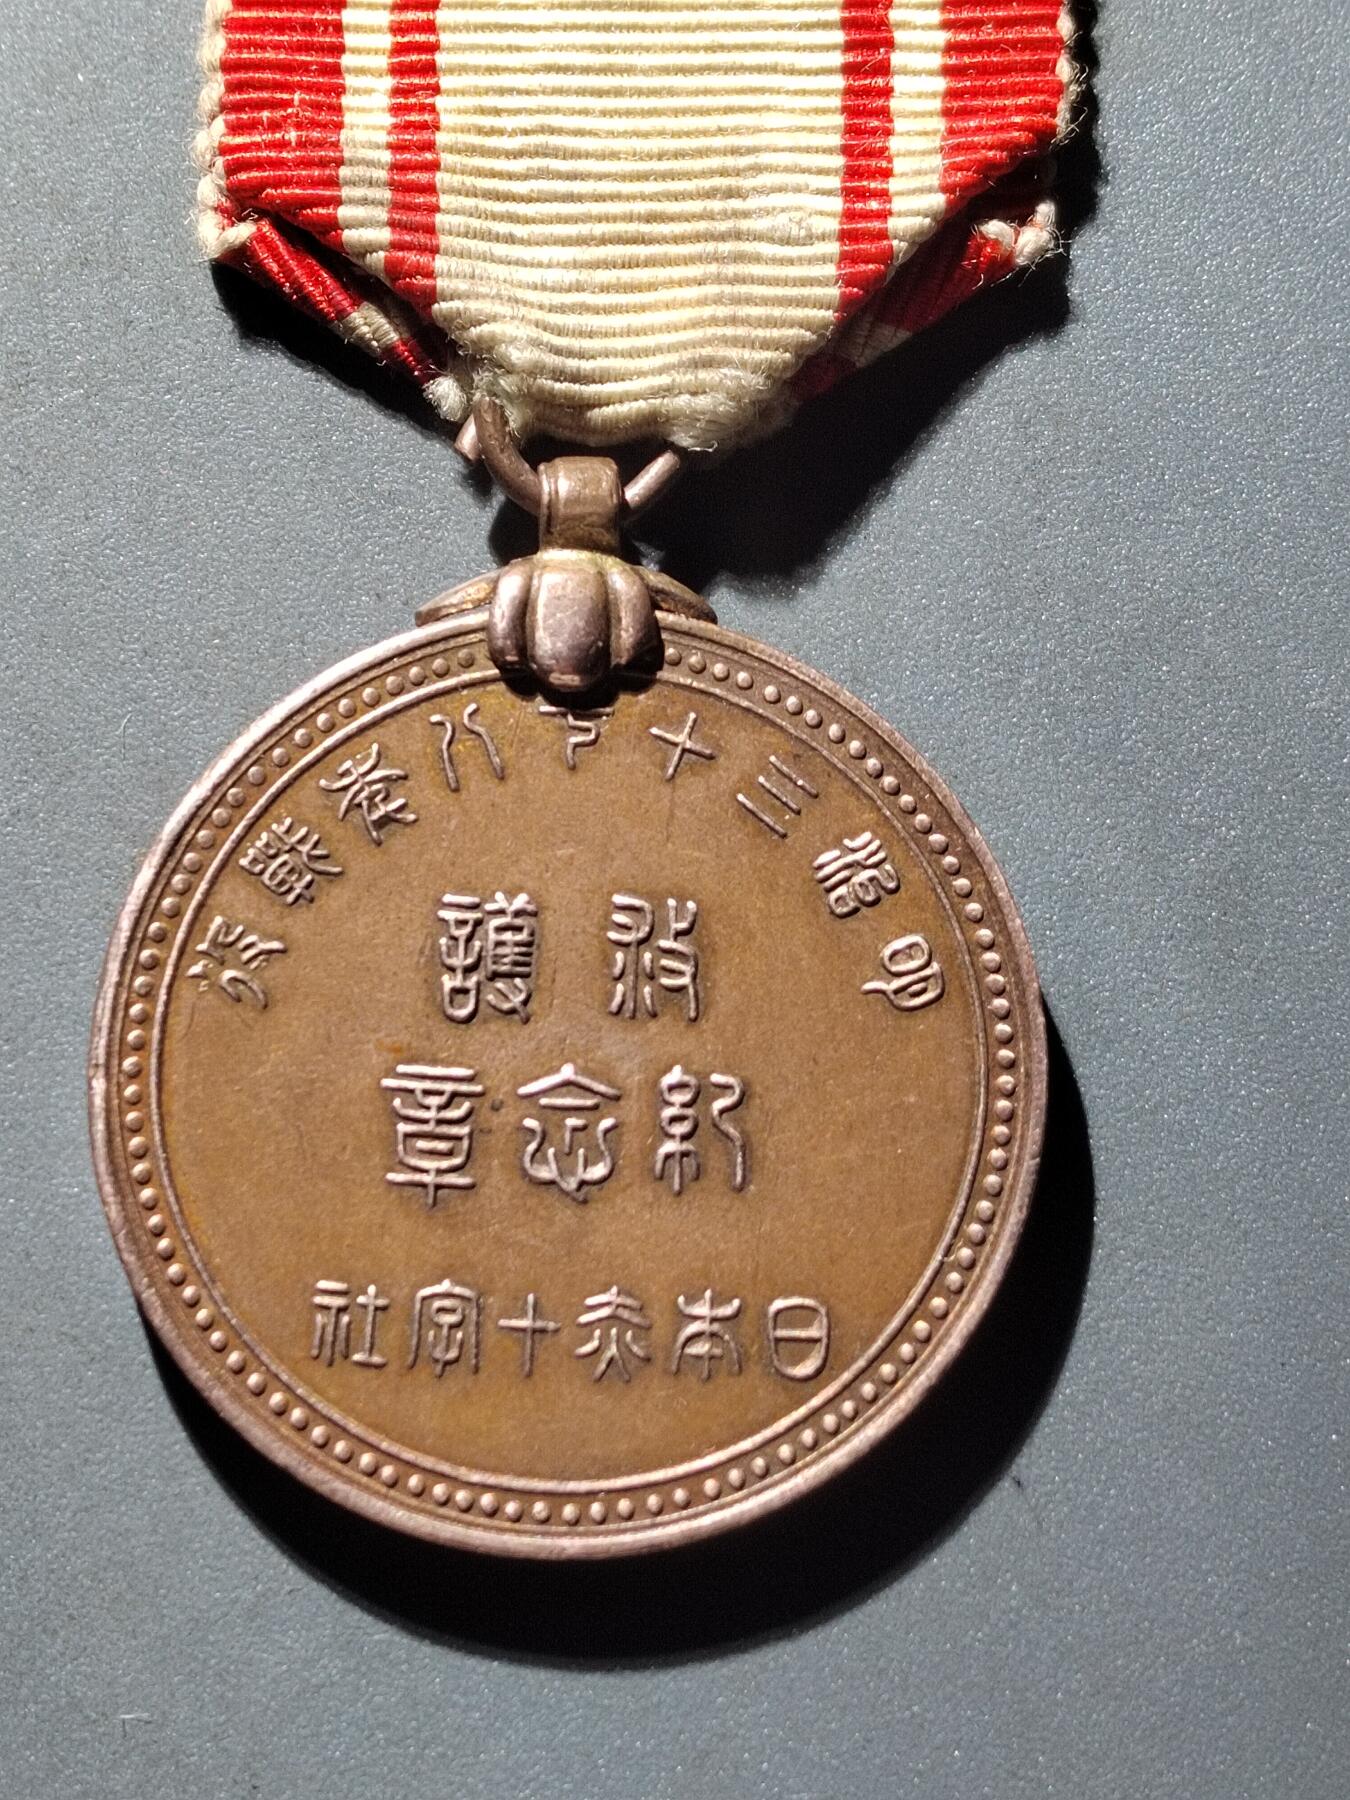 明治三十七八年戰役
救護
記念章
日本赤十字社